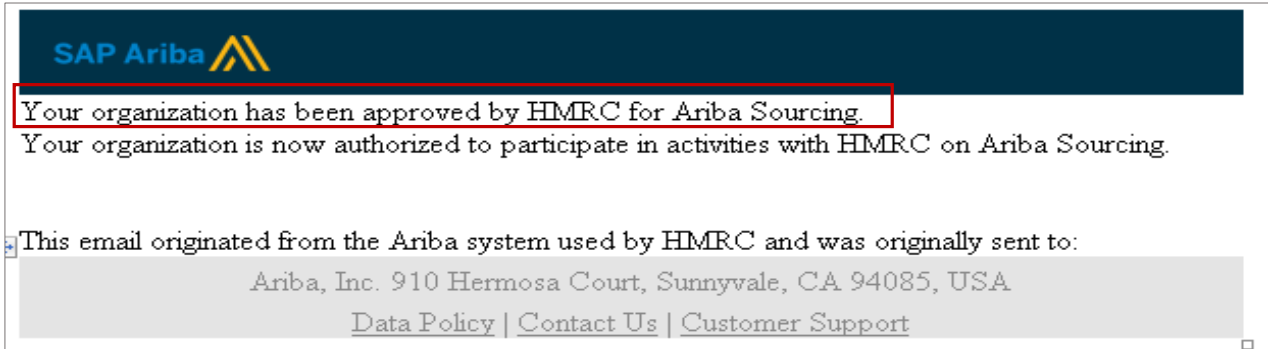 SAP Ariba
Your organization has been approved by HMRC for Ariba Sourcing.
Your organization is now authorized to participate in activities with HMRC on Ariba Sourcing.
This email originated from the Ariba system used by HMRC and was originally sent to:
Ariba, Inc. 910 Hermosa Court, Sunnyvale, CA 94085, USA
Data Policy | Contact Us | Customer Support